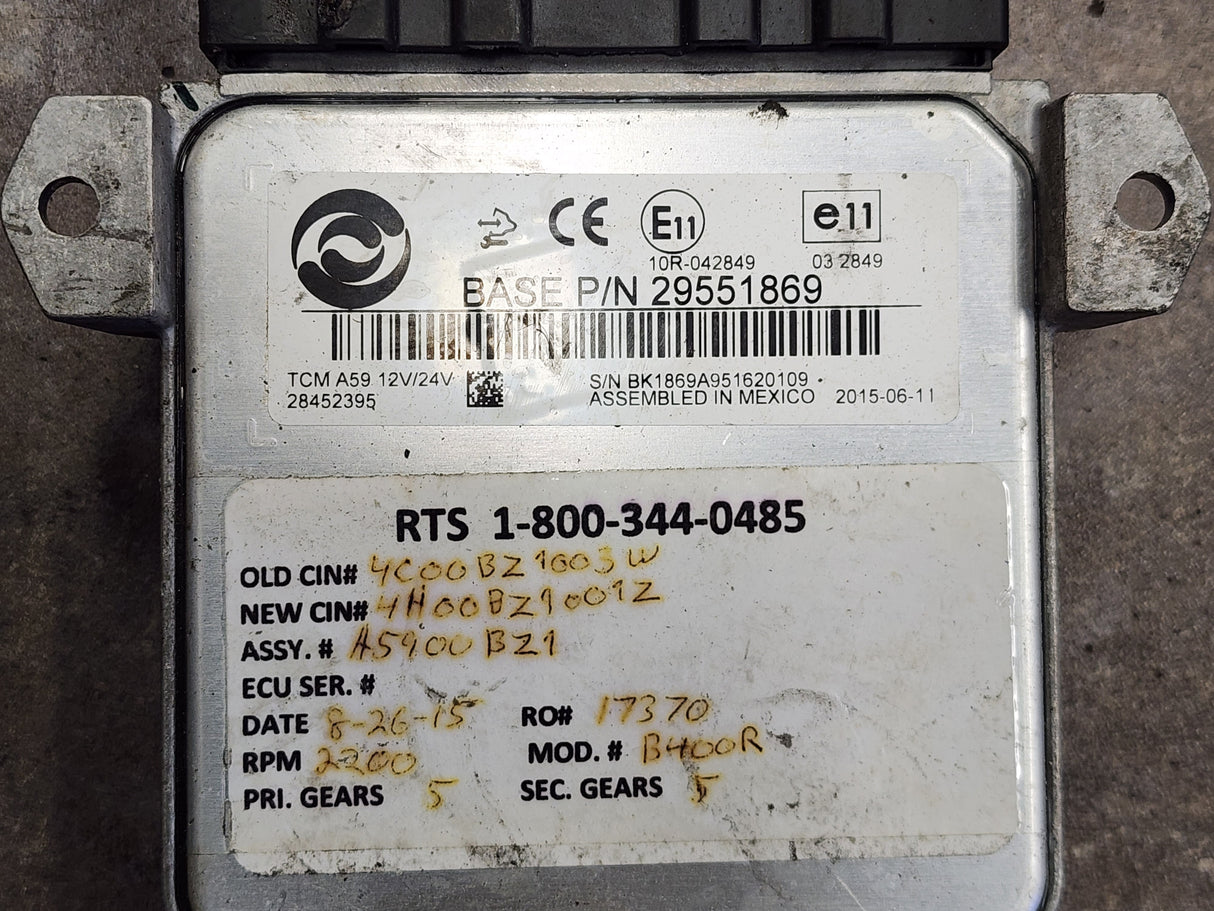 CE E11 e11
10R-042849 03 2849
BASE P/N 29551869
TCM A59 12V/24V S/N BK1869A951620109
28452395 ASSEMBLED IN MEXICO 2015-06-11
RTS 1-800-344-0485
OLD CIN# 4C00BZ1003W
NEW CIN# 4H00BZ1001Z
ASSY. # A5900BZ1
ECU SER. #
DATE 8-26-15 RO# 17370
RPM 2200 MOD. # B400R
PRI. GEARS 5 SEC. GEARS 5